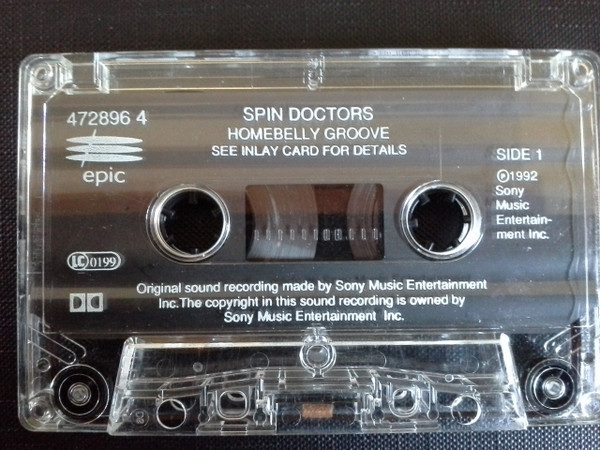 472896 4
epic
SPIN DOCTORS
HOMEBELLY GROOVE
SEE INLAY CARD FOR DETAILS
SIDE 1
℗1992
Sony
Music
Entertain-
ment Inc.
LC 0199
Original sound recording made by Sony Music Entertainment
Inc.The copyright in this sound recording is owned by
Sony Music Entertainment Inc.